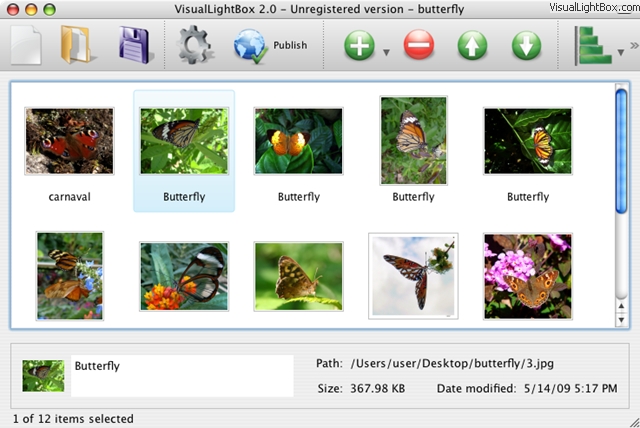 VisualLightBox 2.0 - Unregistered version - butterfly
VisualLightBox.com
Publish
carnaval
Butterfly
Butterfly
Butterfly
Butterfly
Butterfly
Path: /Users/user/Desktop/butterfly/3.jpg
Size: 367.98 KB Date modified: 5/14/09 5:17 PM
1 of 12 items selected